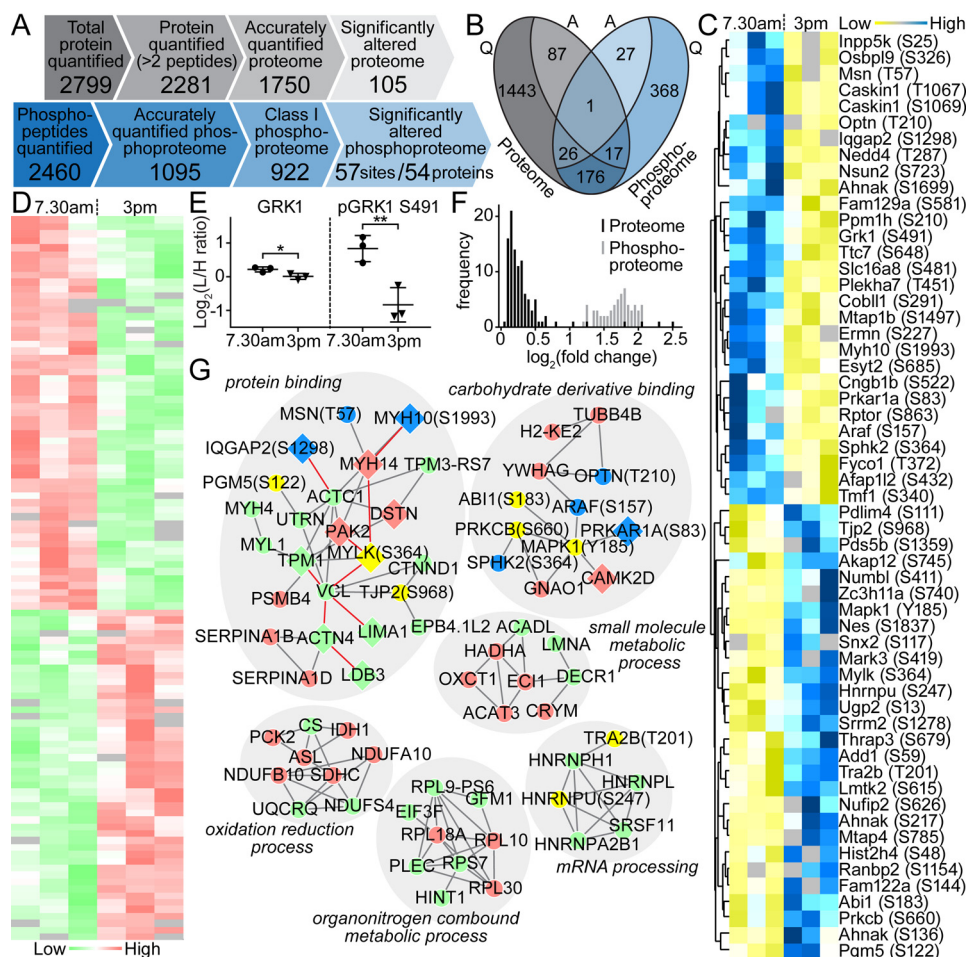 A
Total
protein
quantified
2799
Protein
quantified
(>2 peptides)
2281
Accurately
quantified
proteome
1750
Significantly
altered
proteome
105
Phospho-
peptides
quantified
2460
Accurately
quantified phos-
phoproteome
1095
Class I
phospho-
proteome
922
Significantly
altered
phosphoproteome
57sites/54proteins
B
Q A A Q
87 27
1443 1 368
26 17
176
Proteome
Phospho-
proteome
C
7.30am 3pm
Low High
Inpp5k (S25)
Osbpl9 (S326)
Msn (T57)
Caskin1 (T1067)
Caskin1 (S1069)
Optn (T210)
Iqgap2 (S1298)
Nedd4 (T287)
Nsun2 (S723)
Ahnak (S1699)
Fam129a (S581)
Ppm1h (S210)
Grk1 (S491)
Ttc7 (S648)
Slc16a8 (S481)
Plekha7 (T451)
Cobll1 (S291)
Mtap1b (S1497)
Ermn (S227)
Myh10 (S1993)
Esyt2 (S685)
Cngb1b (S522)
Prkar1a (S83)
Rptor (S863)
Araf (S157)
Sphk2 (S364)
Fyco1 (T372)
Afap1l2 (S432)
Tmf1 (S340)
Pdlim4 (S111)
Tjp2 (S968)
Pds5b (S1359)
Akap12 (S745)
Numbl (S411)
Zc3h11a (S740)
Mapk1 (Y185)
Nes (S1837)
Snx2 (S117)
Mark3 (S419)
Mylk (S364)
Hnrnpu (S247)
Ugp2 (S13)
Srrm2 (S1278)
Thrap3 (S679)
Add1 (S59)
Tra2b (T201)
Lmtk2 (S615)
Nufip2 (S626)
Ahnak (S217)
Mtap4 (S785)
Hist2h4 (S48)
Ranbp2 (S1154)
Fam122a (S144)
Abi1 (S183)
Prkcb (S660)
Ahnak (S136)
Pgm5 (S122)
D
7.30am 3pm
Low High
E
GRK1 pGRK1 S491
* **
Log2(L/H ratio)
1
0
-1
7.30am 3pm 7.30am 3pm
F
frequency
20
10
0
Proteome
Phospho-
proteome
0 0.5 1 1.5 2 2.5
log2(fold change)
G
protein binding
MSN(T57)
MYH10(S1993)
IQGAP2(S1298)
MYH14
TPM3-RS7
PGM5(S122)
ACTC1
MYH4
UTRN
DSTN
PAK2
MYL1
MYLK(S364)
TPM1
CTNND1
VCL
TJP2(S968)
PSMB4
SERPINA1B
ACTN4
LIMA1
EPB4.1L2
SERPINA1D
LDB3
carbohydrate derivative binding
TUBB4B
H2-KE2
YWHAG
OPTN(T210)
ABI1(S183)
ARAF(S157)
PRKCB(S660)
PRKAR1A(S83)
MAPK1(Y185)
SPHK2(S364)
GNAO1
CAMK2D
small molecule
metabolic process
ACADL
HADHA
LMNA
OXCT1
ECI1
DECR1
ACAT3
CRYM
PCK2
CS
IDH1
ASL
NDUFA10
NDUFB10
SDHC
UQCRQ
NDUFS4
oxidation reduction
process
RPL9-PS6
EIF3F
GFM1
RPL18A
RPL10
PLEC
RPS7
RPL30
HINT1
organonitrogen compound
metabolic process
TRA2B(T201)
HNRNPH1
HNRNPL
HNRNPU(S247)
SRSF11
HNRNPA2B1
mRNA processing